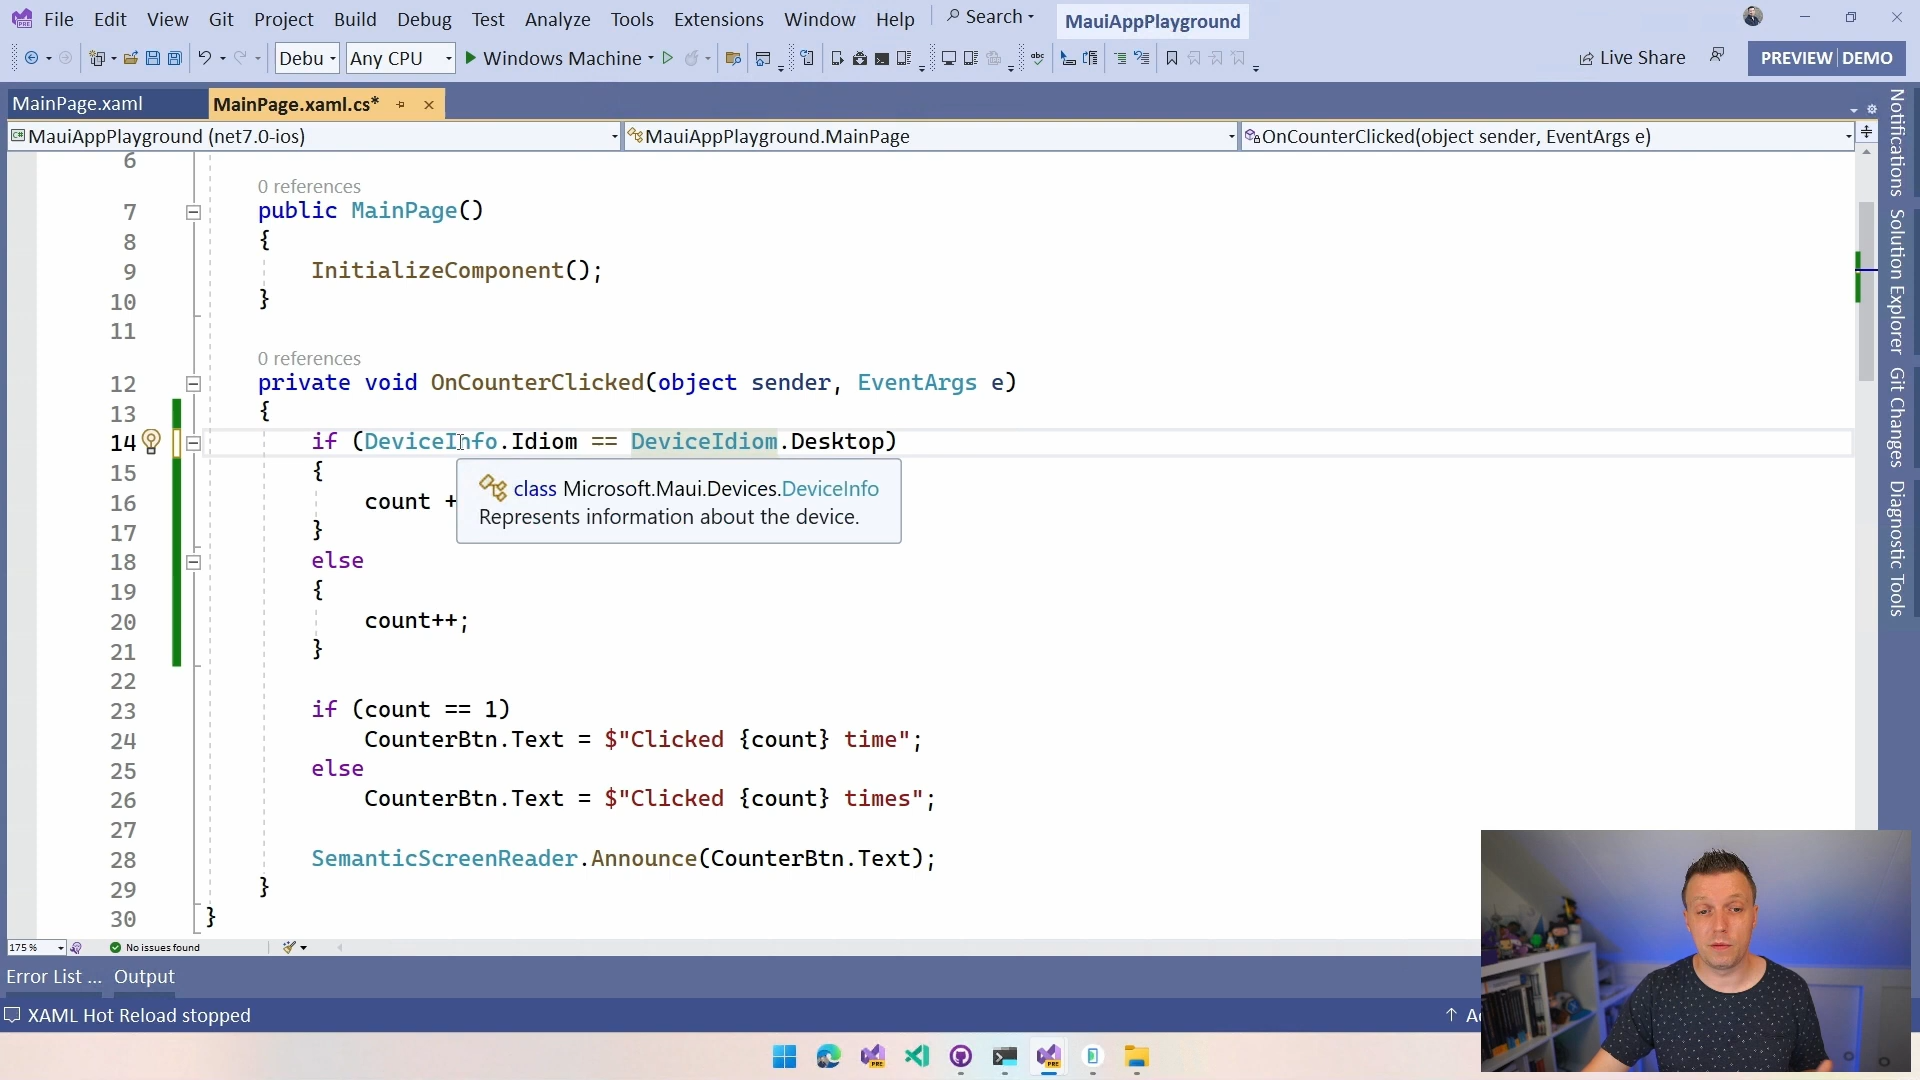 File Edit View Git Project Build Debug Test Analyze Tools Extensions Window Help Search MauiAppPlayground
Debu Any CPU Windows Machine Live Share PREVIEW DEMO
MainPage.xaml MainPage.xaml.cs*
MauiAppPlayground (net7.0-ios) MauiAppPlayground.MainPage OnCounterClicked(object sender, EventArgs e)
6
0 references
7 public MainPage()
8 {
9 InitializeComponent();
10 }
11
0 references
12 private void OnCounterClicked(object sender, EventArgs e)
13 {
14 if (DeviceInfo.Idiom == DeviceIdiom.Desktop)
15 {
class Microsoft.Maui.Devices.DeviceInfo
16 count +
Represents information about the device.
17 }
18 else
19 {
20 count++;
21 }
22
23 if (count == 1)
24 CounterBtn.Text = $"Clicked {count} time";
25 else
26 CounterBtn.Text = $"Clicked {count} times";
27
28 SemanticScreenReader.Announce(CounterBtn.Text);
29 }
30 }
175 % No issues found
Error List ... Output
XAML Hot Reload stopped
Notifications
Solution Explorer
Git Changes
Diagnostic Tools